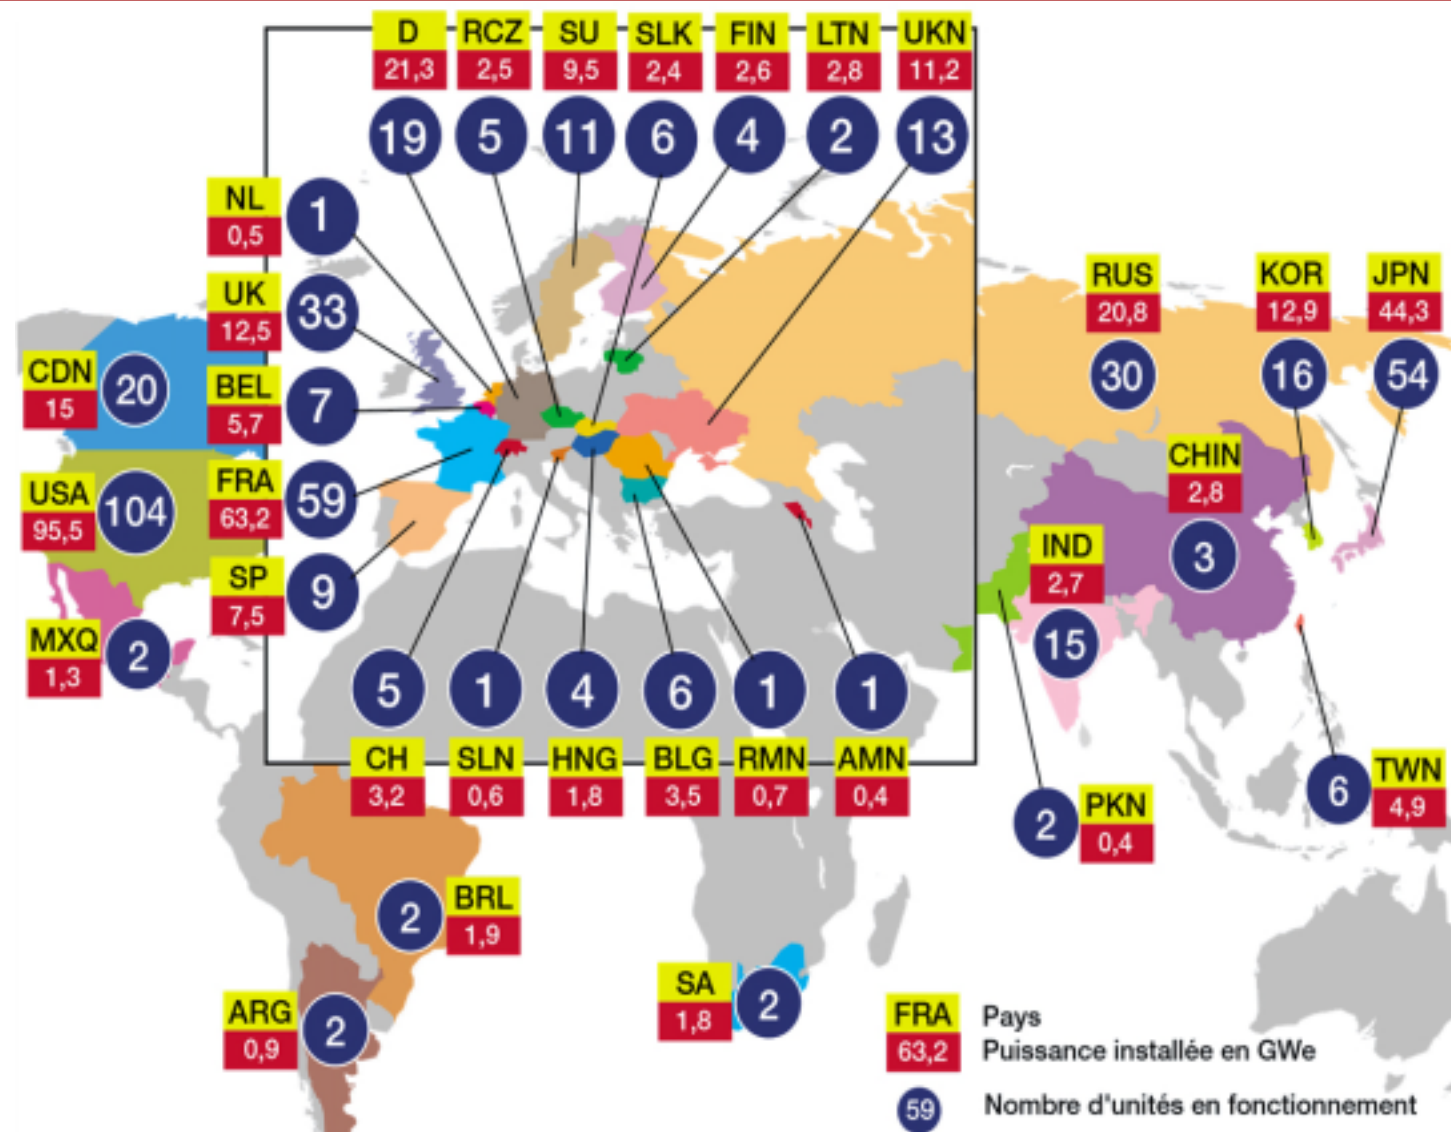 D
21,3
19
RCZ
2,5
5
SU
9,5
11
SLK
2,4
6
FIN
2,6
4
LTN
2,8
2
UKN
11,2
13
NL
0,5
1
UK
12,5
33
BEL
5,7
7
FRA
63,2
59
SP
7,5
9
CDN
15
20
USA
95,5
104
MXQ
1,3
2
RUS
20,8
30
KOR
12,9
16
JPN
44,3
54
CHIN
2,8
3
IND
2,7
15
5
CH
3,2
1
SLN
0,6
4
HNG
1,8
6
BLG
3,5
1
RMN
0,7
1
AMN
0,4
2
PKN
0,4
6
TWN
4,9
2
BRL
1,9
ARG
0,9
2
SA
1,8
2
FRA Pays
63,2 Puissance installée en GWe
59 Nombre d'unités en fonctionnement